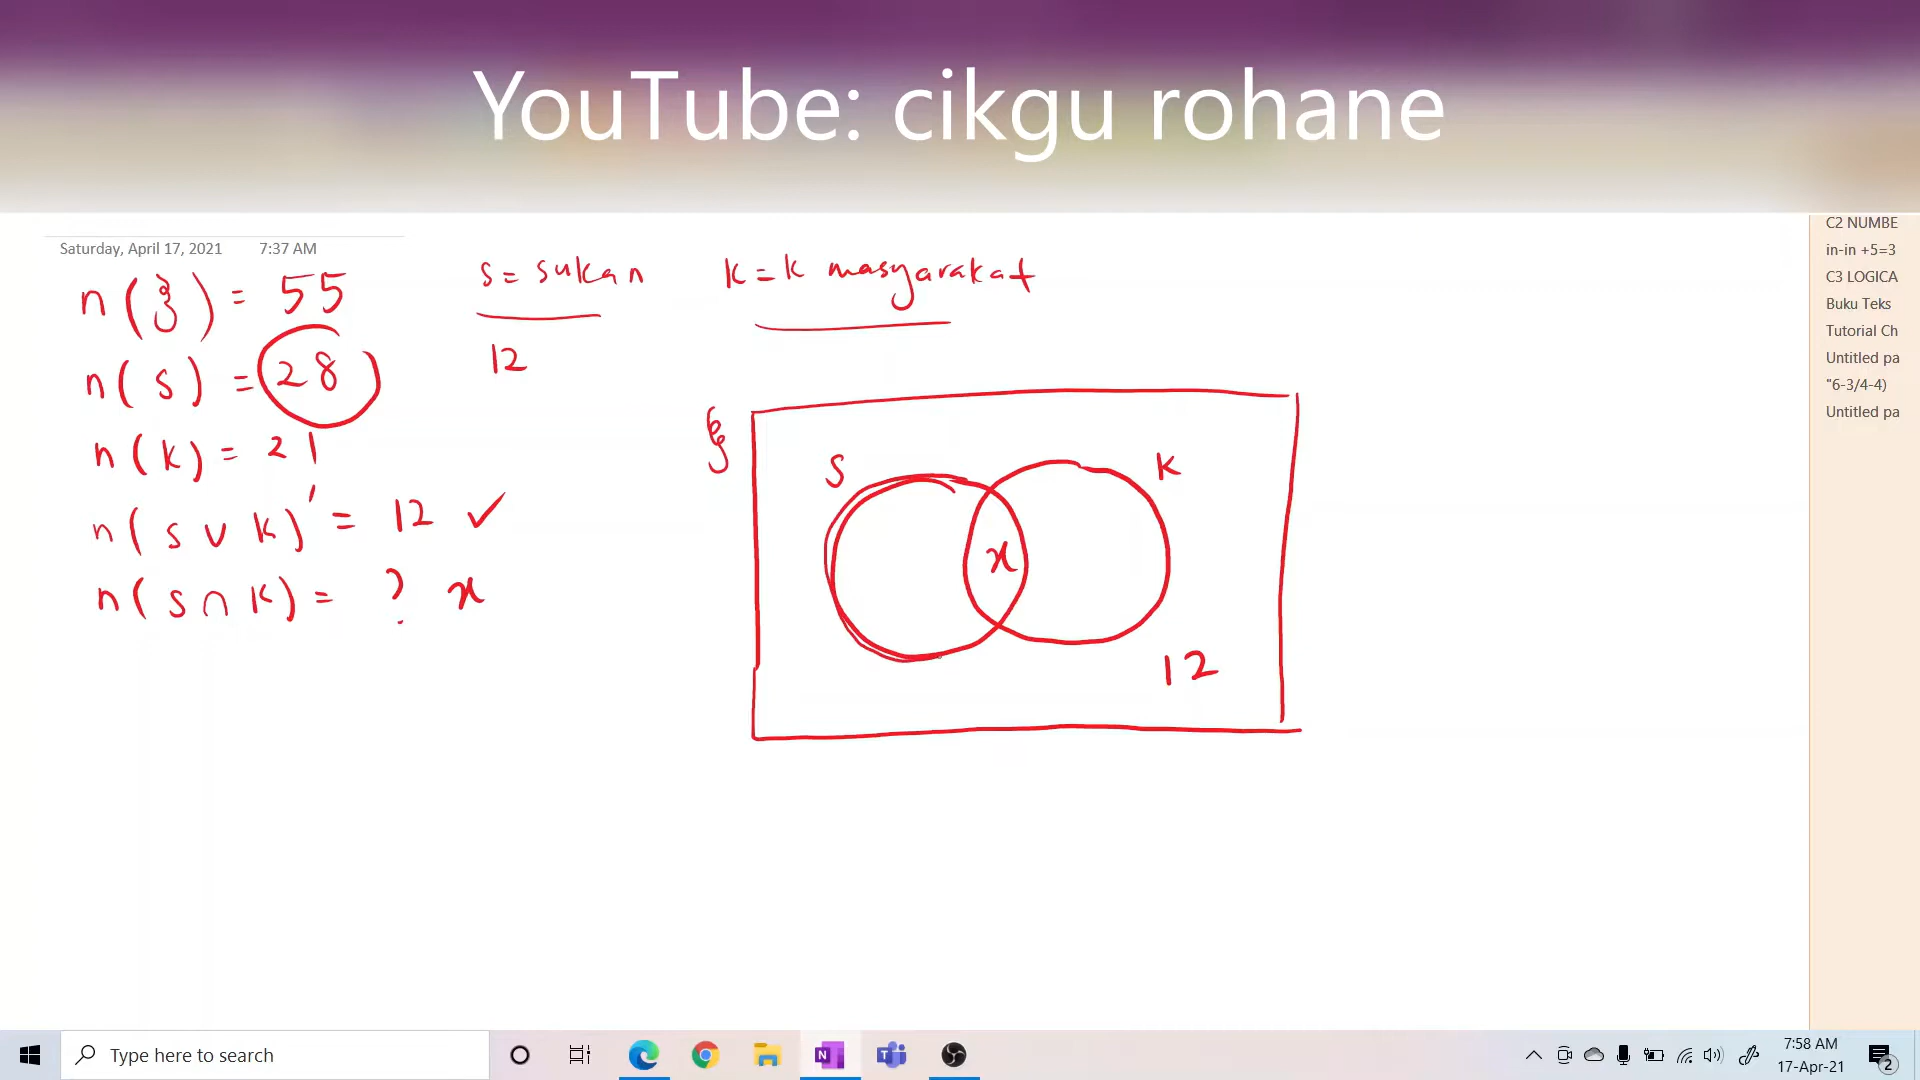 YouTube: cikgu rohane
Saturday, April 17, 2021 7:37 AM
n(ξ) = 55
n(S) = 28
n(K) = 21
n(S ∪ K)' = 12 ✓
n(S ∩ K) = ? x
S = sukan
12
K = K masyarakat
ξ
S
K
x
12
C2 NUMBE
in-in +5=3
C3 LOGICA
Buku Teks
Tutorial Ch
Untitled pa
"6-3/4-4)
Untitled pa
Type here to search
7:58 AM
17-Apr-21
2